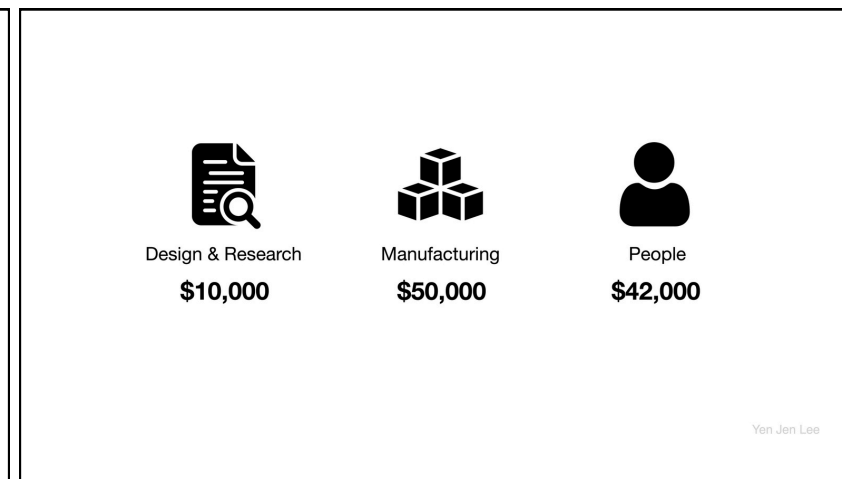 Design & Research
$10,000
Manufacturing
$50,000
People
$42,000
Yen Jen Lee